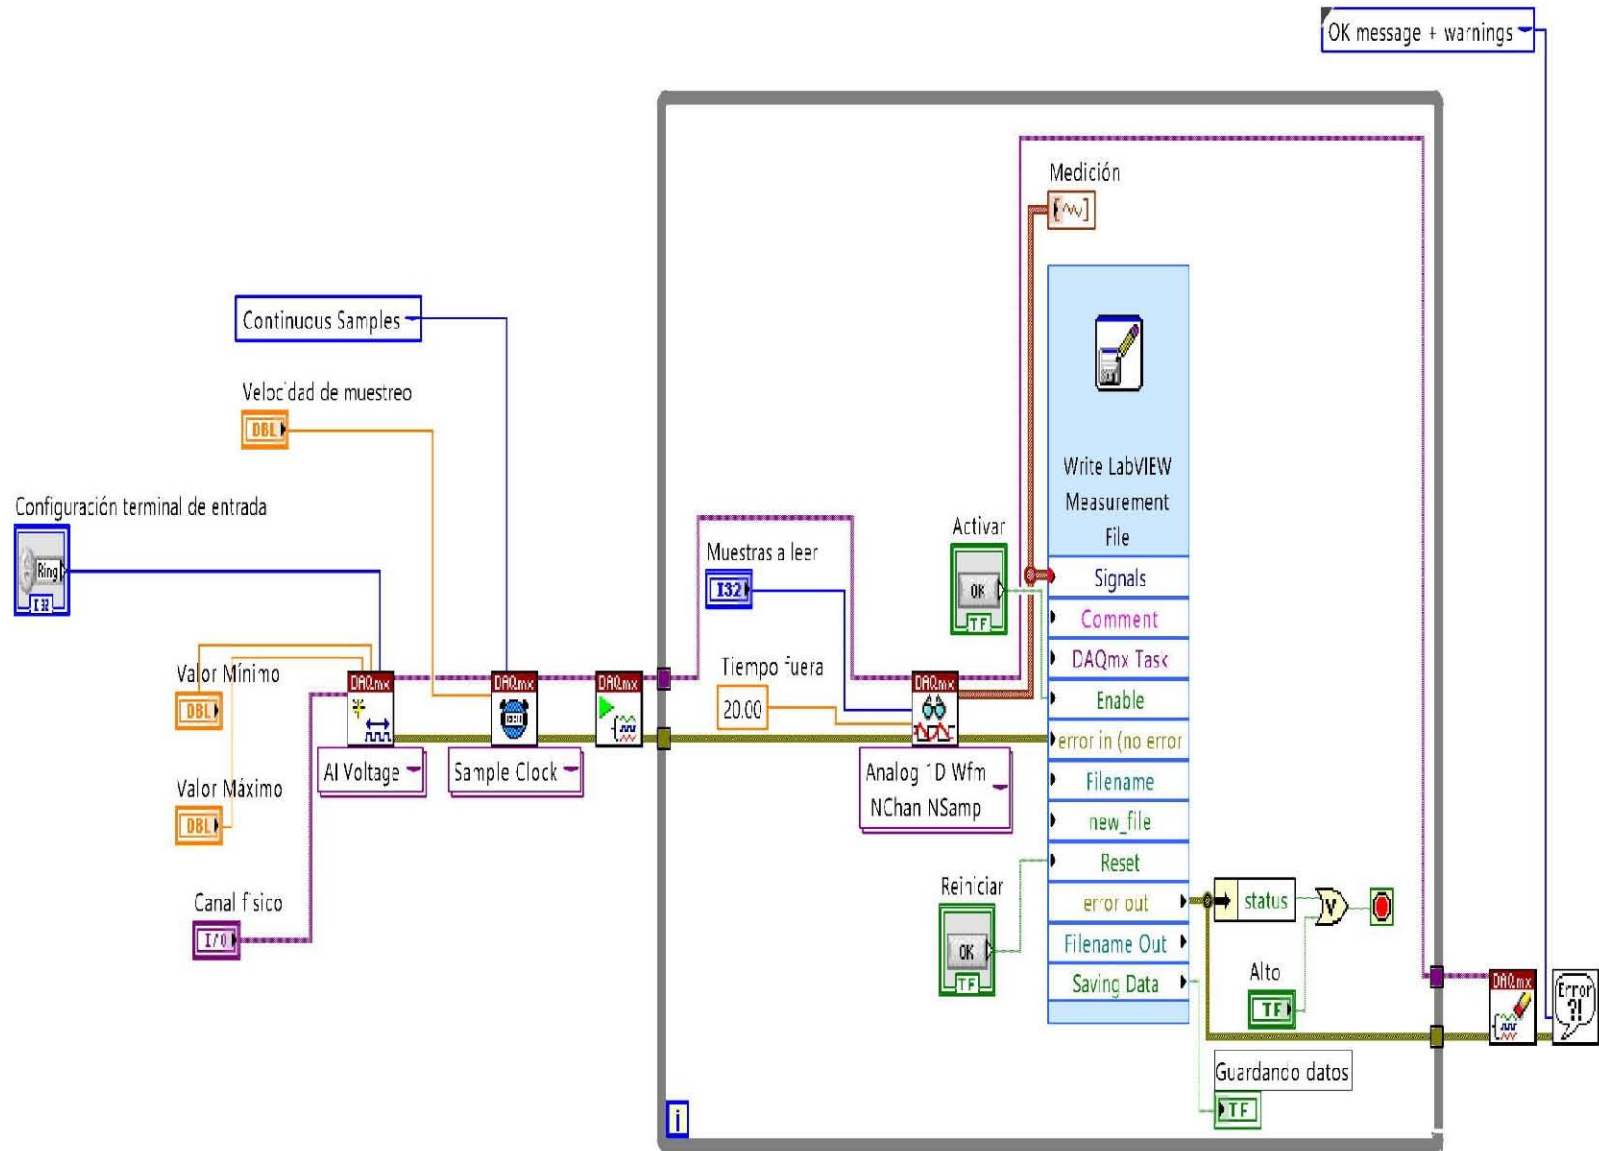 OK message + warnings
Medición
Continuous Samples
Velocidad de muestreo
DBL
Configuración terminal de entrada
Ring
I32
Write LabVIEW
Measurement
File
Activar
OK
TF
Muestras a leer
I32
Signals
Comment
DAQmx Task
Enable
error in (no error
Filename
new_file
Reset
error out
Filename Out
Saving Data
Valor Mínimo
DBL
DAQmx
DAQmx
DAQmx
Tiempo fuera
20.00
DAQmx
AI Voltage
Sample Clock
Analog 1D Wfm
NChan NSamp
Valor Máximo
DBL
Canal físico
I/O
Reiniciar
OK
TF
status
Alto
TF
DAQmx
Error
?!
Guardando datos
TF
i